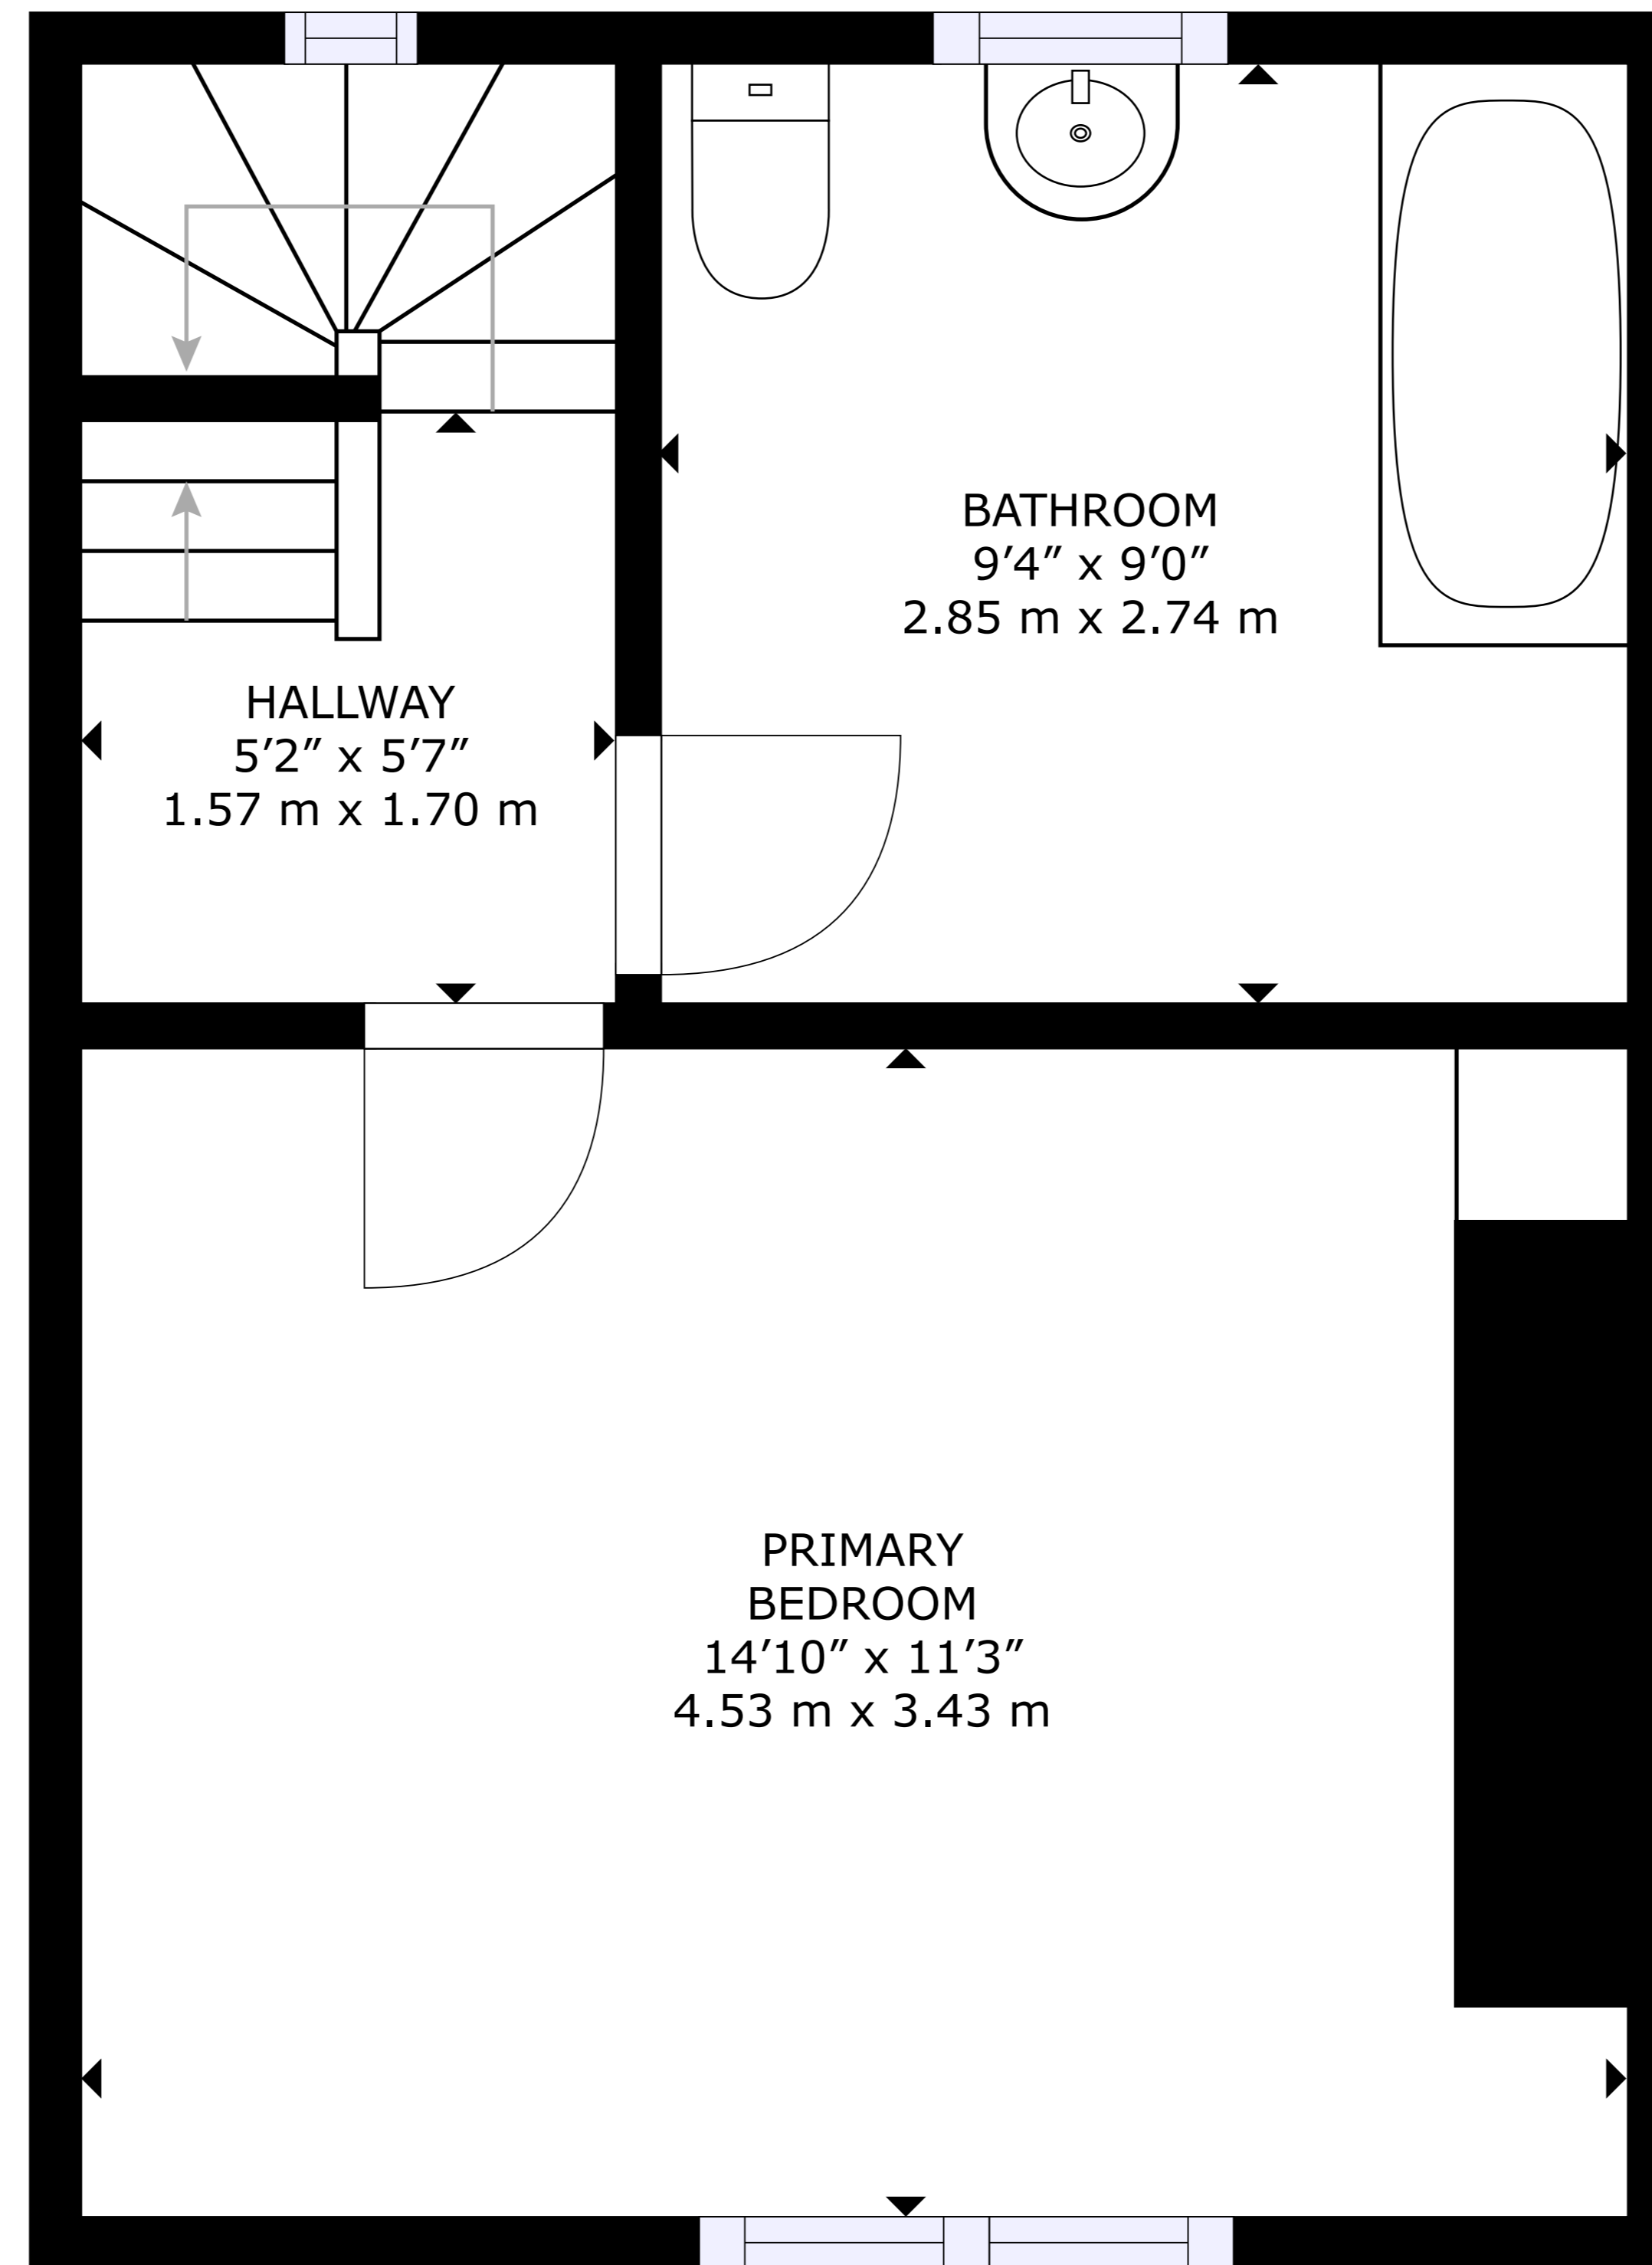 BATHROOM
9′4″ x 9′0″
2.85 m x 2.74 m
HALLWAY
5′2″ x 5′7″
1.57 m x 1.70 m
PRIMARY
BEDROOM
14′10″ x 11′3″
4.53 m x 3.43 m